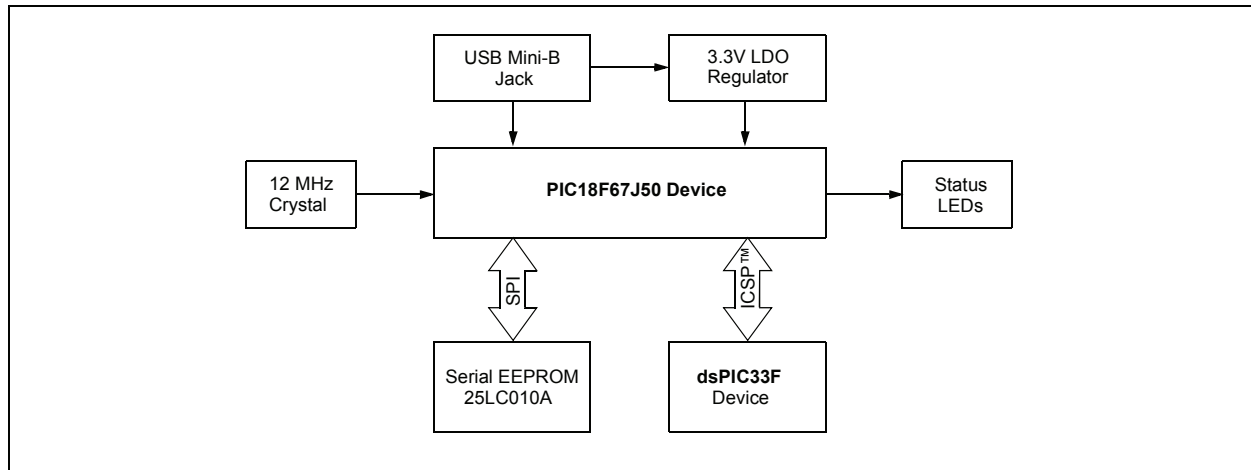 USB Mini-B
Jack
3.3V LDO
Regulator
12 MHz
Crystal
PIC18F67J50 Device
Status
LEDs
SPI
ICSP™
Serial EEPROM
25LC010A
dsPIC33F
Device